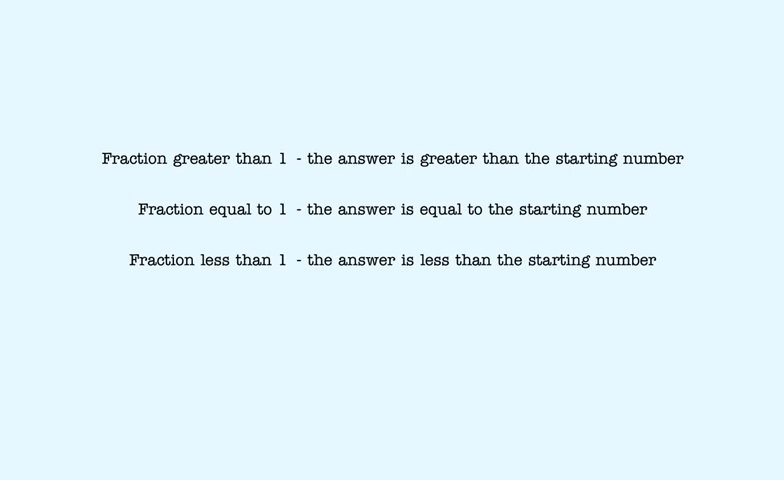 Fraction greater than 1 - the answer is greater than the starting number
Fraction equal to 1 - the answer is equal to the starting number
Fraction less than 1 - the answer is less than the starting number